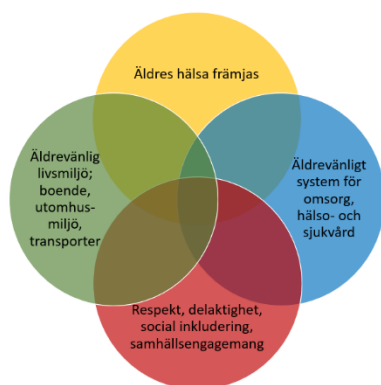 Äldres hälsa främjas
Äldrevänlig
livsmiljö;
boende,
utomhus-
miljö,
transporter
Äldrevänligt
system för
omsorg,
hälso- och
sjukvård
Respekt, delaktighet,
social inkludering,
samhällsengagemang